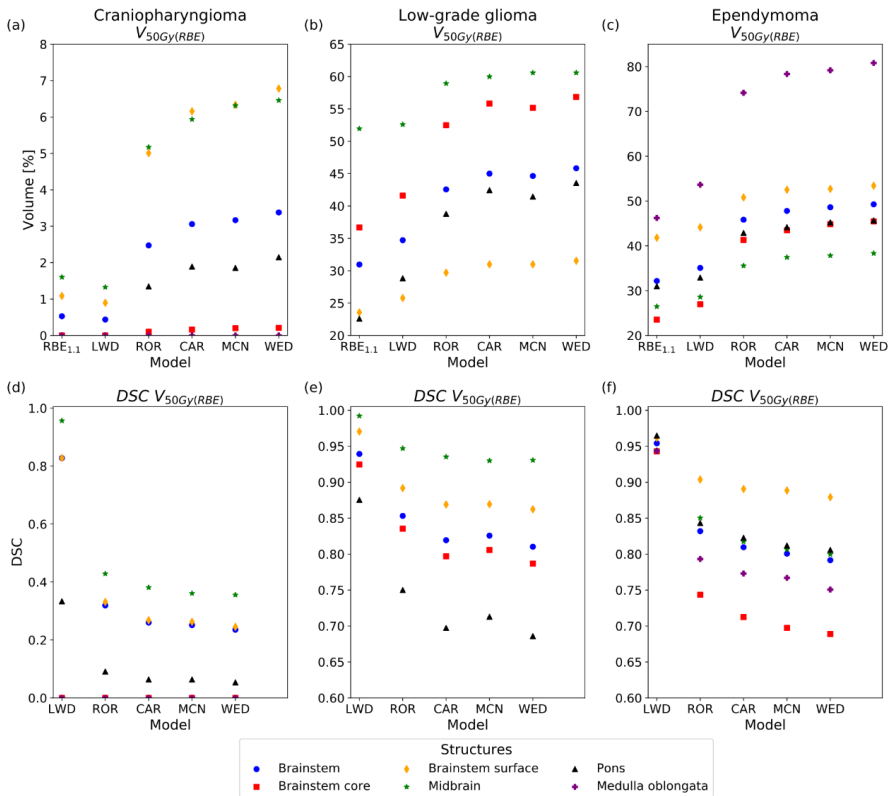 (a) Craniopharyngioma
V50Gy(RBE)
(b) Low-grade glioma
V50Gy(RBE)
(c) Ependymoma
V50Gy(RBE)
Volume [%]
8
7
6
5
4
3
2
1
0
RBE1.1 LWD ROR CAR MCN WED
Model
65
60
55
50
45
40
35
30
25
20
RBE1.1 LWD ROR CAR MCN WED
Model
80
70
60
50
40
30
20
RBE1.1 LWD ROR CAR MCN WED
Model
(d) DSC V50Gy(RBE)
(e) DSC V50Gy(RBE)
(f) DSC V50Gy(RBE)
DSC
1.0
0.8
0.6
0.4
0.2
0.0
LWD ROR CAR MCN WED
Model
1.00
0.95
0.90
0.85
0.80
0.75
0.70
0.65
0.60
LWD ROR CAR MCN WED
Model
1.00
0.95
0.90
0.85
0.80
0.75
0.70
0.65
0.60
LWD ROR CAR MCN WED
Model
Structures
Brainstem
Brainstem surface
Pons
Brainstem core
Midbrain
Medulla oblongata